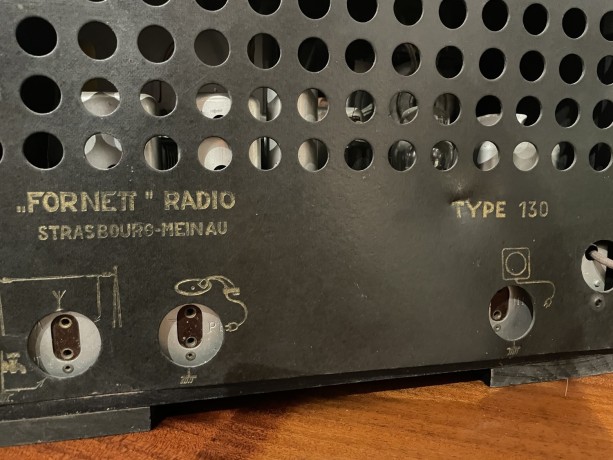 „FORNETT" RADIO
STRASBOURG-MEINAU
TYPE 130
P